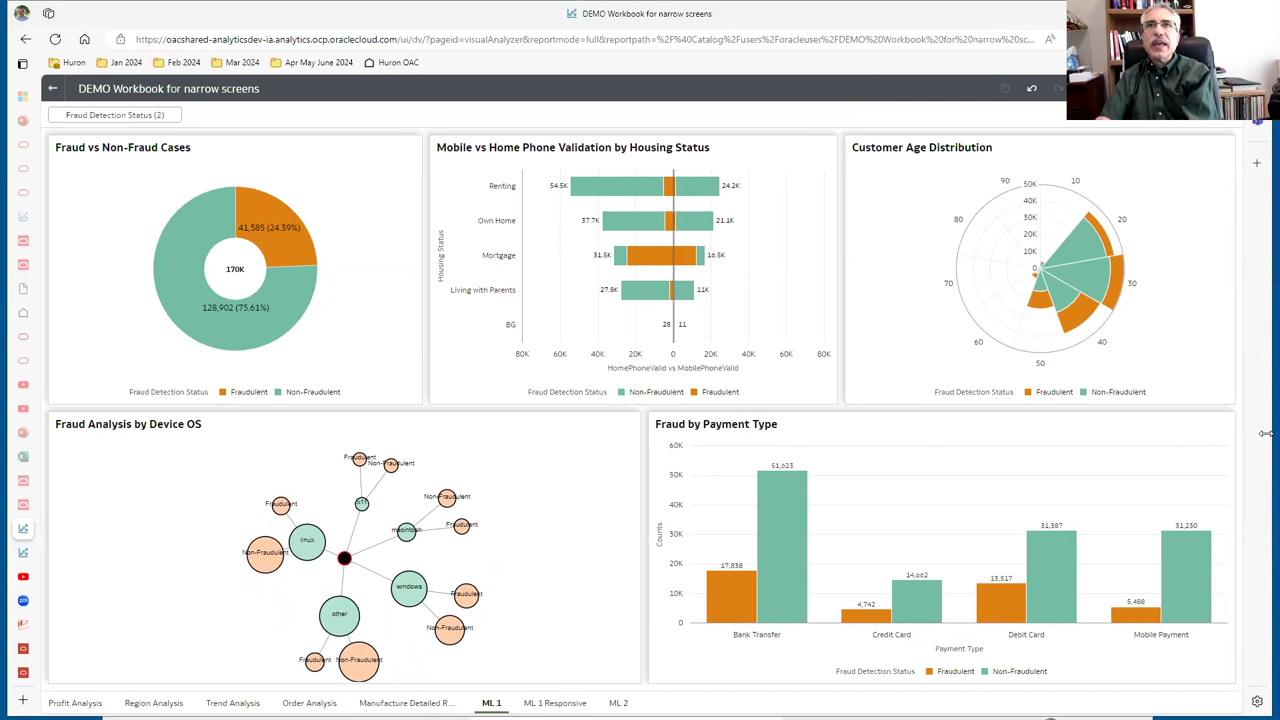 DEMO Workbook for narrow screens
https://oacshared-analyticsdev-ia.analytics.ocp.oraclecloud.com/ui/dv/?pageid=visualAnalyzer&reportmode=full&reportpath=%2F%40Catalog%2Fusers%2Foracleuser%2FDEMO%20Workbook%20for%20narrow%20sc...
Huron
Jan 2024
Feb 2024
Mar 2024
Apr May June 2024
Huron OAC
DEMO Workbook for narrow screens
Fraud Detection Status (2)
Fraud vs Non-Fraud Cases
41,585 (24.39%)
170K
128,902 (75.61%)
Fraud Detection Status Fraudulent Non-Fraudulent
Mobile vs Home Phone Validation by Housing Status
Housing Status
Renting 54.5K 24.2K
Own Home 37.7K 21.1K
Mortgage 31.5K 16.5K
Living with Parents 27.8K 11K
BG 28 11
80K 60K 40K 20K 0 20K 40K 60K 80K
HomePhoneValid vs MobilePhoneValid
Fraud Detection Status Non-Fraudulent Fraudulent
Customer Age Distribution
90 50K 10
40K
80 30K 20
20K
10K
70 0 30
60 40
50
Fraud Detection Status Fraudulent Non-Fraudulent
Fraud Analysis by Device OS
Fraudulent
Non-Fraudulent
Non-Fraudulent
Fraudulent
x11
macintosh
Fraudulent
linux
Non-Fraudulent
windows
Fraudulent
other
Non-Fraudulent
Fraudulent
Non-Fraudulent
Fraud by Payment Type
Counts
60K
50K
40K
30K
20K
10K
0
17,838 51,623
4,742 14,662
13,517 31,387
5,488 31,230
Bank Transfer Credit Card Debit Card Mobile Payment
Payment Type
Fraud Detection Status Fraudulent Non-Fraudulent
Profit Analysis
Region Analysis
Trend Analysis
Order Analysis
Manufacture Detailed R...
ML 1
ML 1 Responsive
ML 2